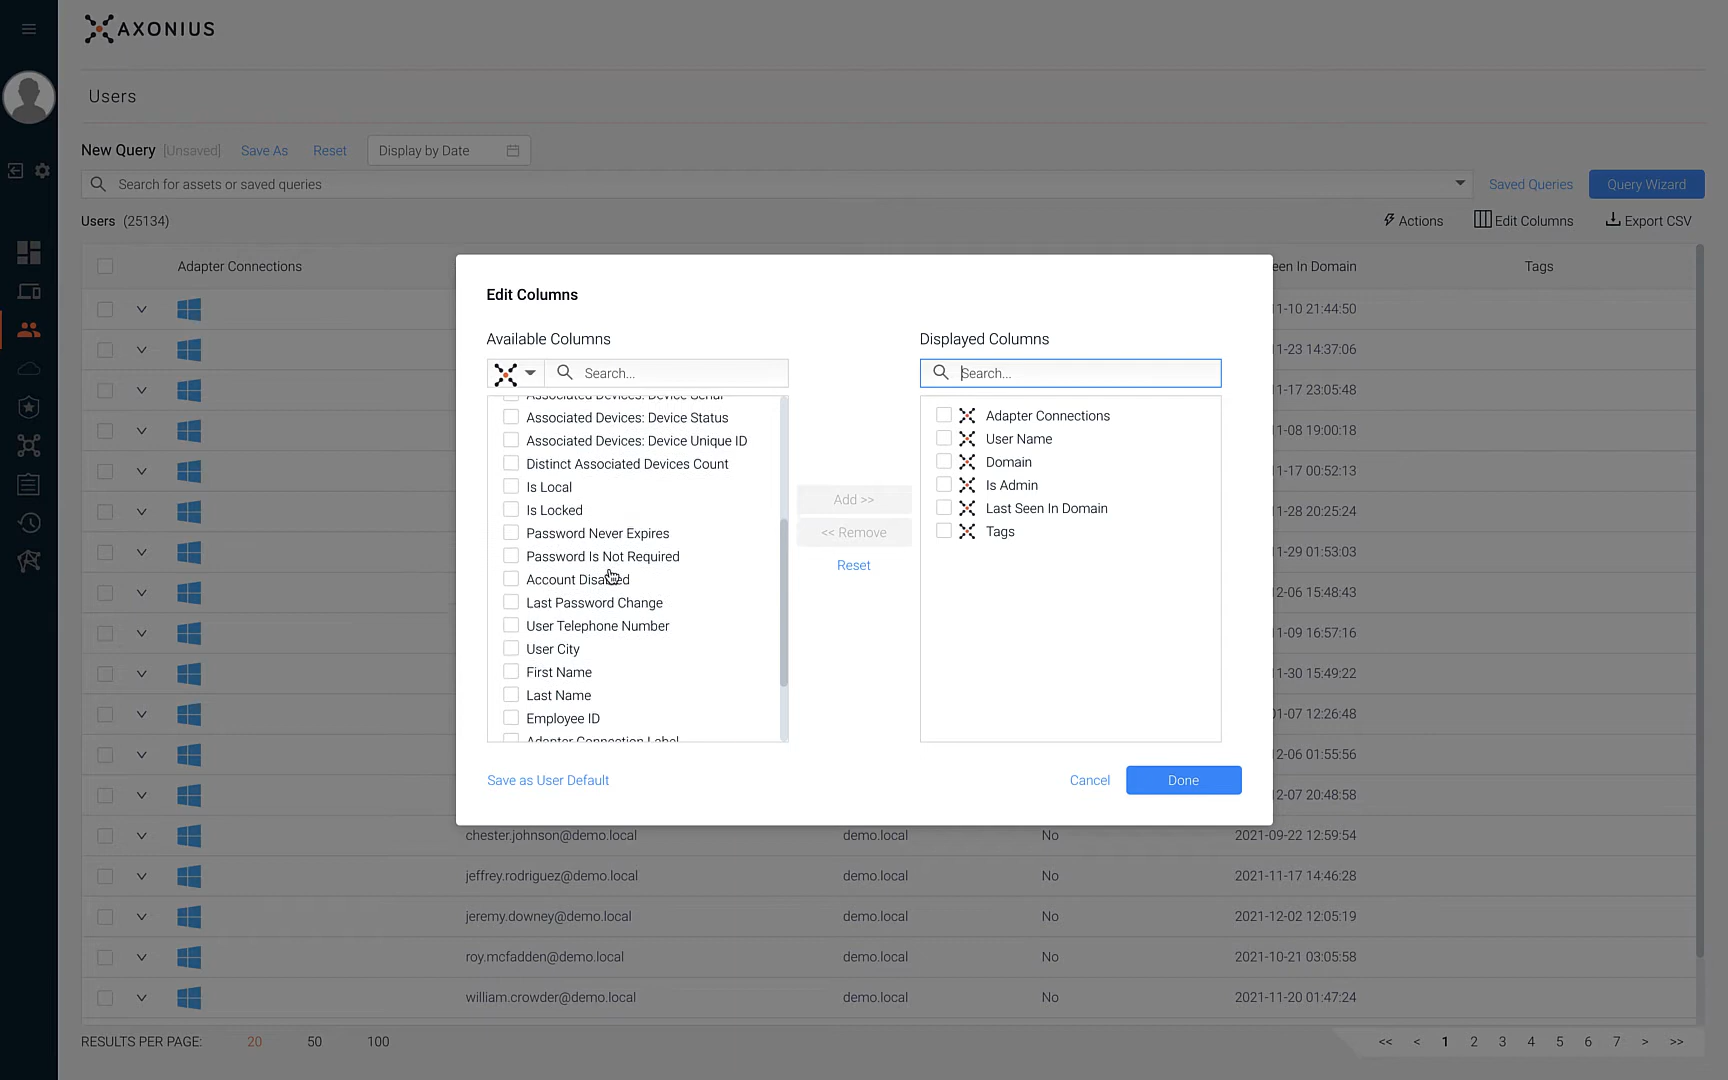 AXONIUS
Users
New Query [Unsaved] Save As Reset Display by Date
Search for assets or saved queries Saved Queries Query Wizard
Users (25134) Actions Edit Columns Export CSV
Adapter Connections een In Domain Tags
Edit Columns
Available Columns Displayed Columns
Search... Search...
Associated Devices: Device Serial
Associated Devices: Device Status
Associated Devices: Device Unique ID
Distinct Associated Devices Count
Is Local
Is Locked
Password Never Expires
Password Is Not Required
Account Disabled
Last Password Change
User Telephone Number
User City
First Name
Last Name
Employee ID
Adapter Connection Label
Add >>
<< Remove
Reset
Adapter Connections
User Name
Domain
Is Admin
Last Seen In Domain
Tags
Save as User Default Cancel Done
1-10 21:44:50
1-23 14:37:06
1-17 23:05:48
1-08 19:00:18
1-17 00:52:13
1-28 20:25:24
1-29 01:53:03
2-06 15:48:43
1-09 16:57:16
1-30 15:49:22
01-07 12:26:48
2-06 01:55:56
2-07 20:48:58
chester.johnson@demo.local demo.local No 2021-09-22 12:59:54
jeffrey.rodriguez@demo.local demo.local No 2021-11-17 14:46:28
jeremy.downey@demo.local demo.local No 2021-12-02 12:05:19
roy.mcfadden@demo.local demo.local No 2021-10-21 03:05:58
william.crowder@demo.local demo.local No 2021-11-20 01:47:24
RESULTS PER PAGE: 20 50 100 << < 1 2 3 4 5 6 7 > >>